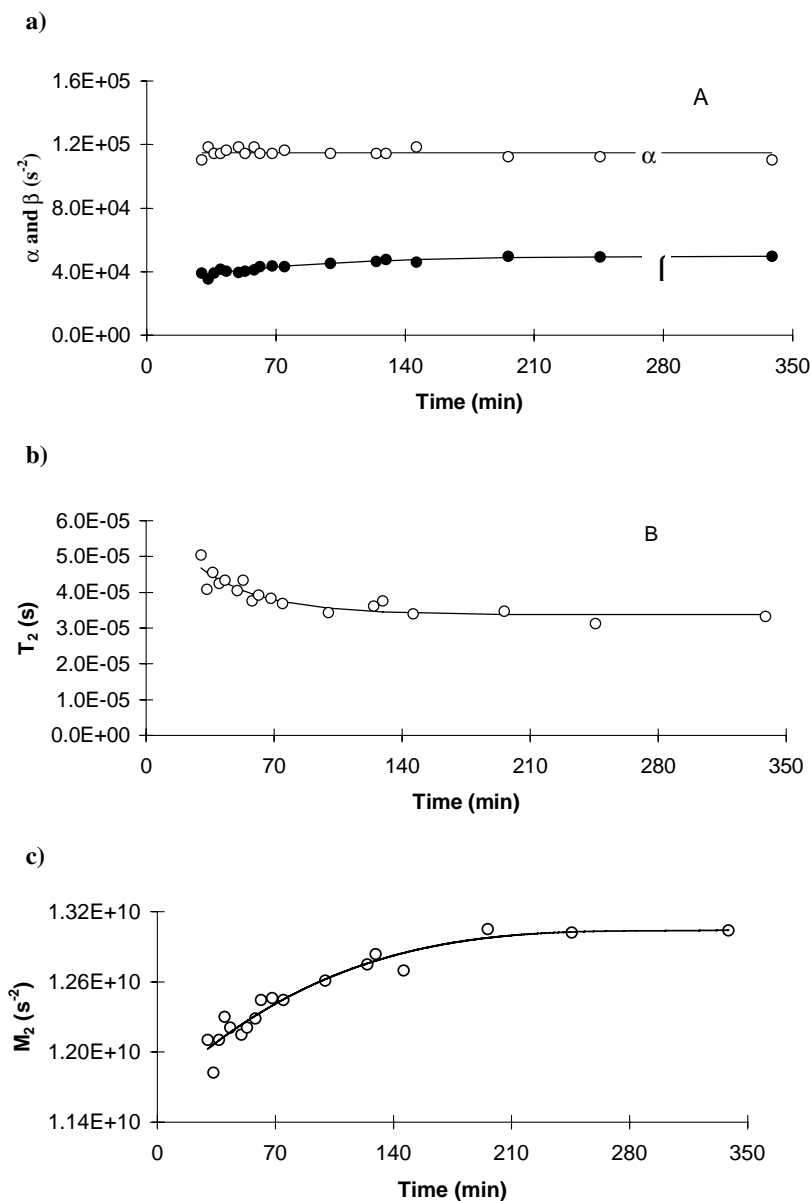 a)
1.6E+05
A
1.2E+05
α
8.0E+04
4.0E+04
0.0E+00
α and β (s-2)
0 70 140 210 280 350
Time (min)
b)
6.0E-05
B
5.0E-05
4.0E-05
3.0E-05
2.0E-05
1.0E-05
0.0E+00
T2 (s)
0 70 140 210 280 350
Time (min)
c)
1.32E+10
1.26E+10
1.20E+10
1.14E+10
M2 (s-2)
0 70 140 210 280 350
Time (min)